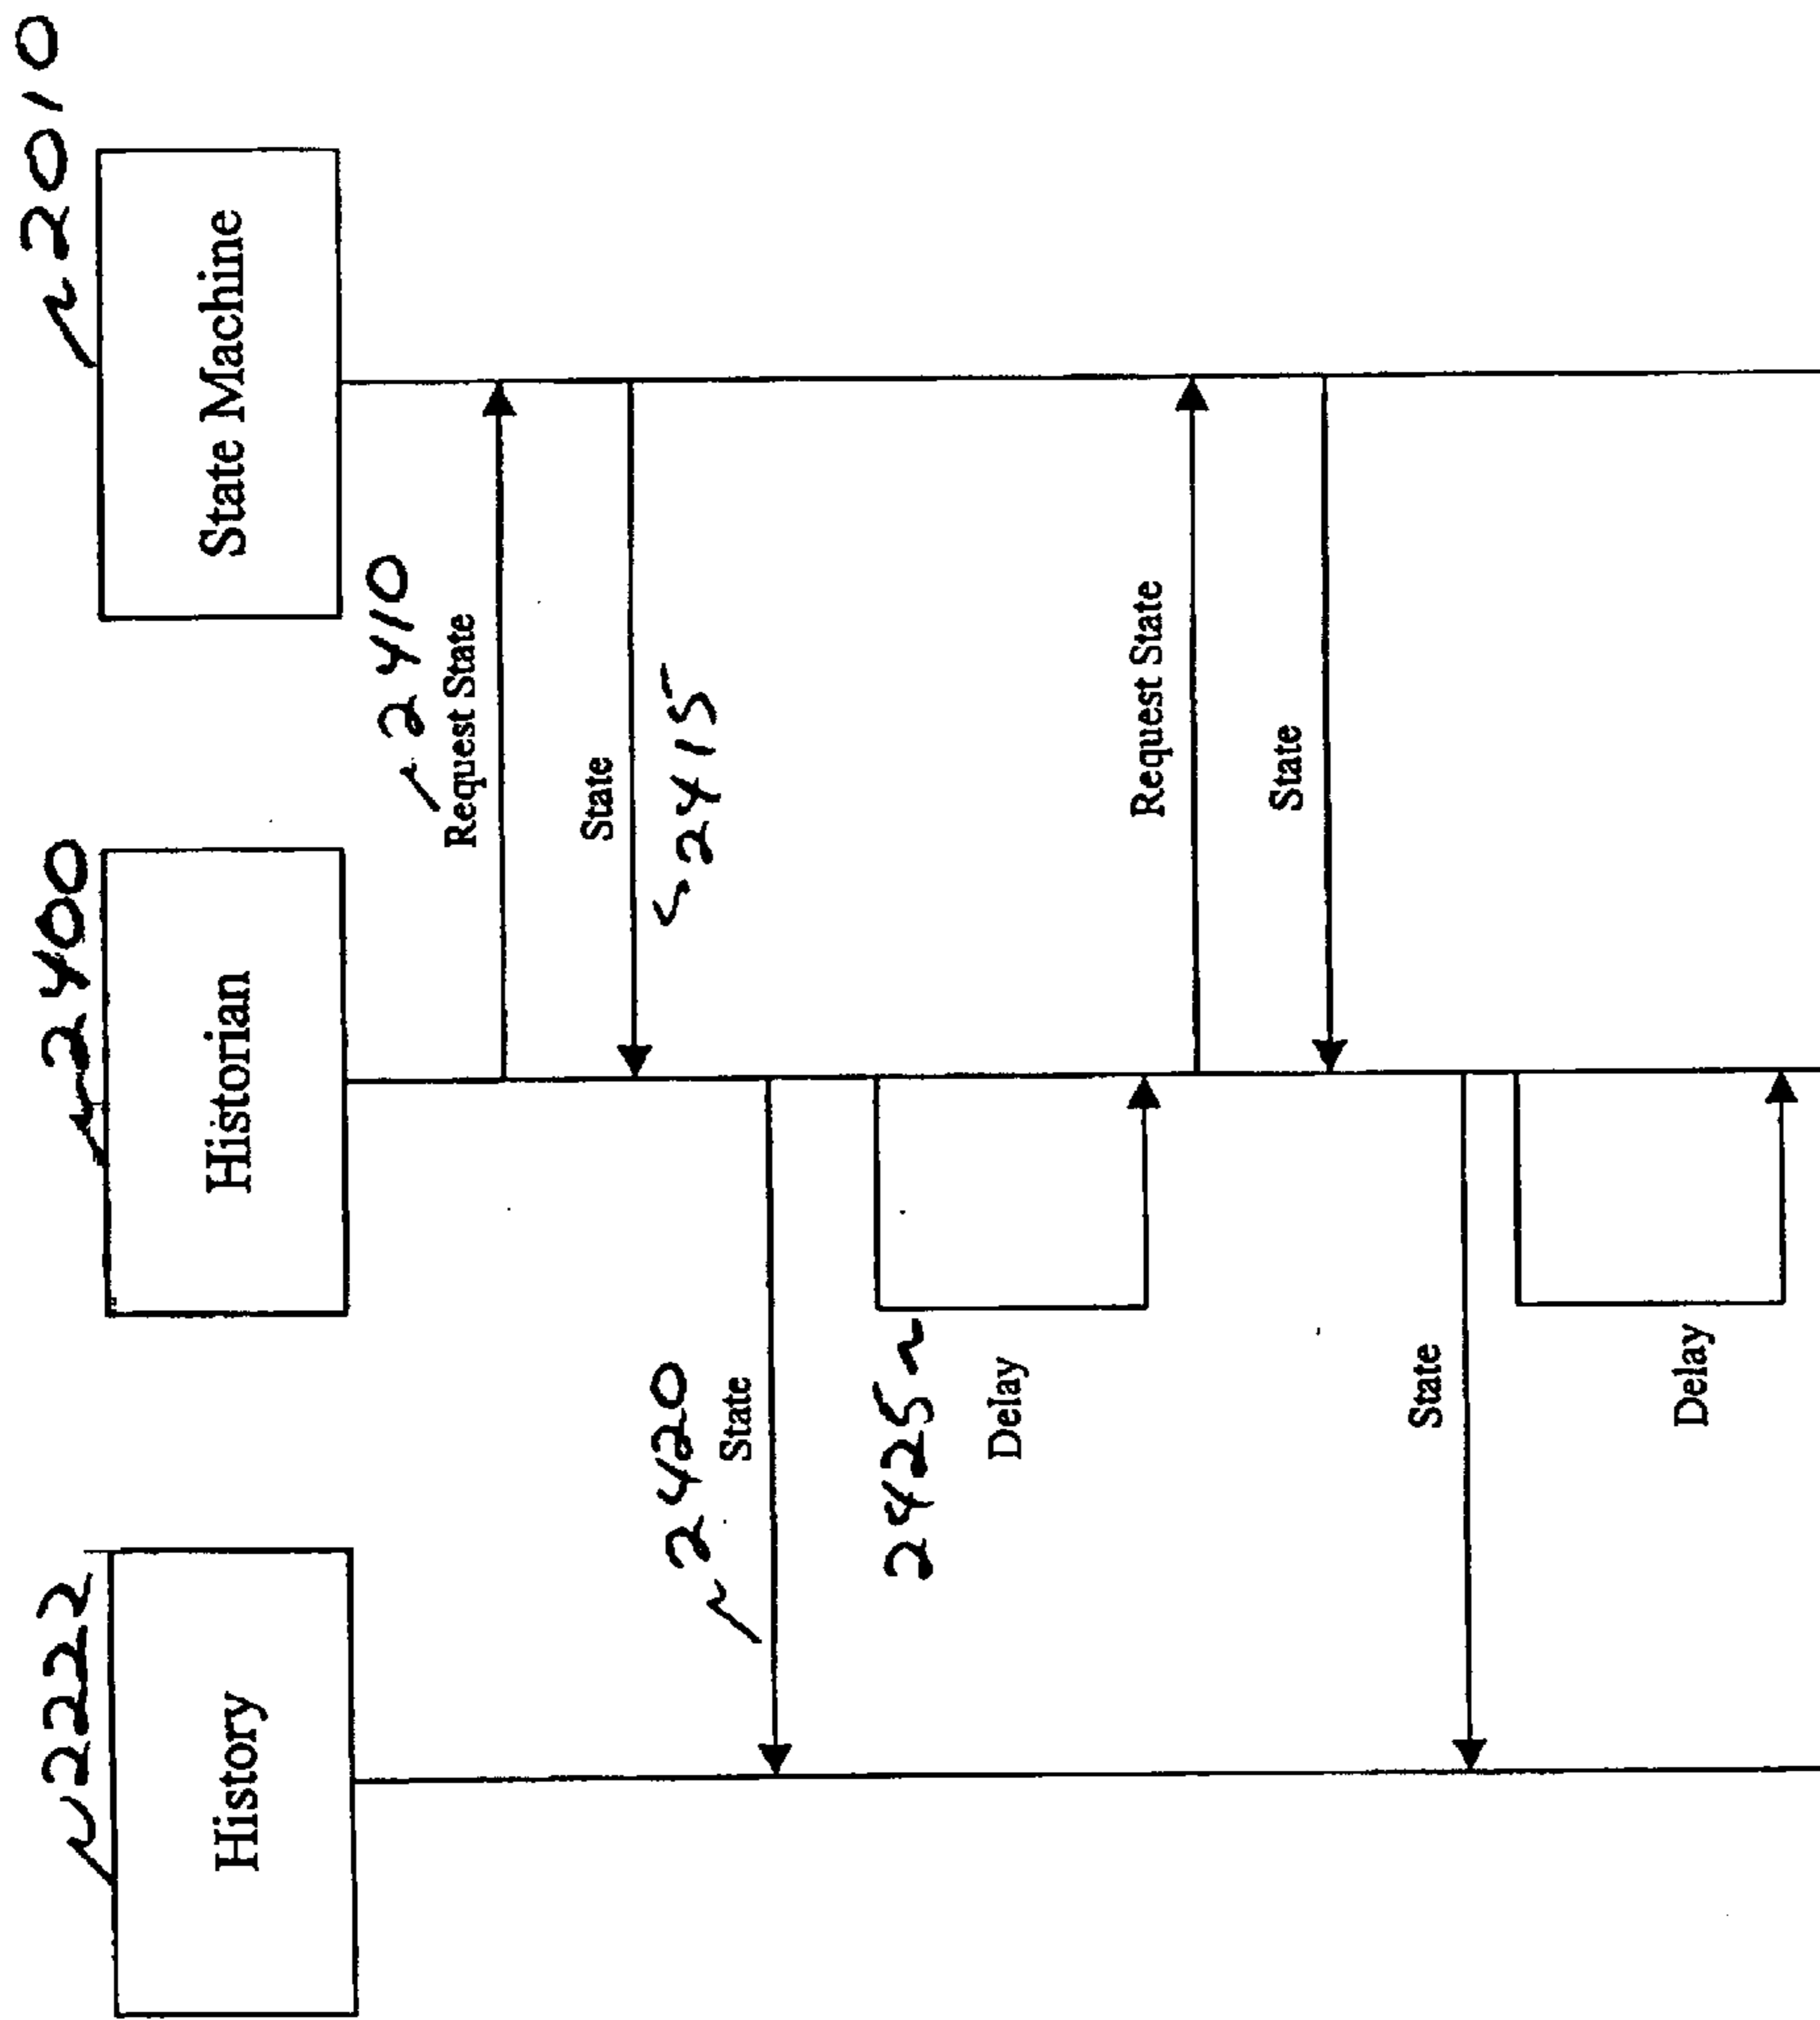 2222
History
2400
Historian
2010
State Machine
2410
Request State
State
2415
2420
State
2425
Delay
Request State
State
State
Delay